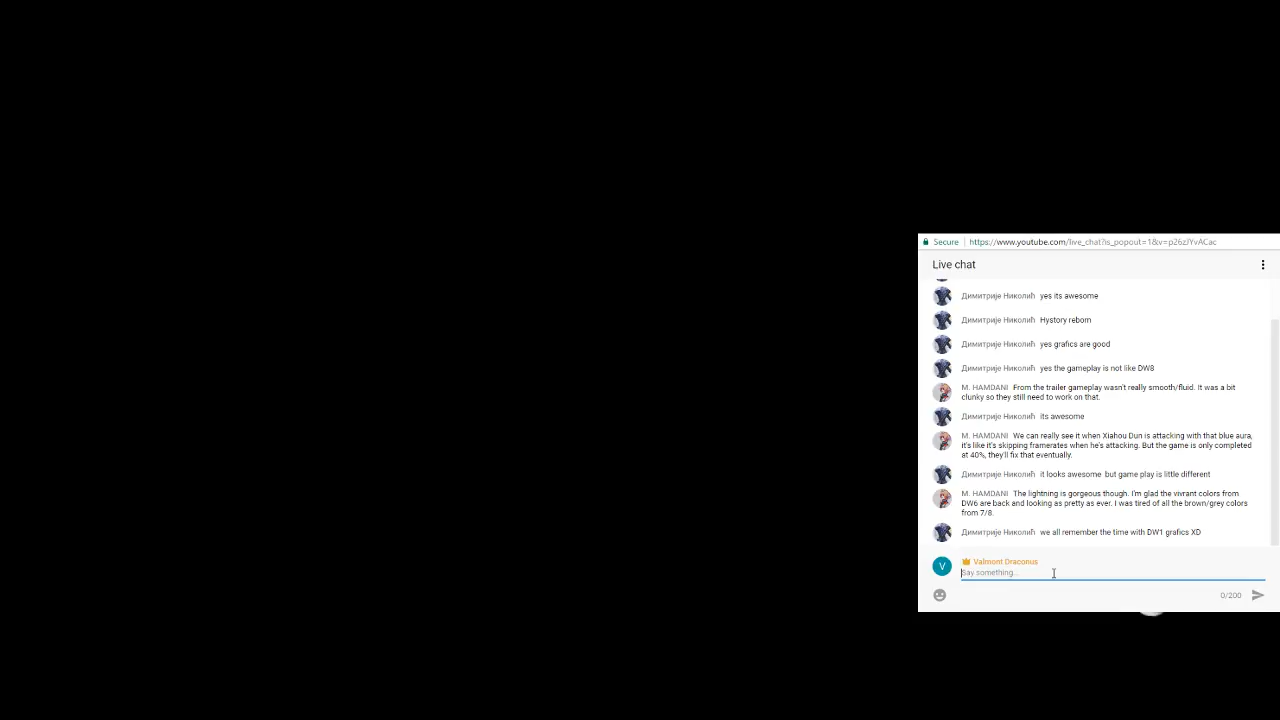 Secure
https://www.youtube.com/live_chat?is_popout=1&v=p26zJYvACac
Live chat
Димитрије Николић yes its awesome
Димитрије Николић Hystory reborn
Димитрије Николић yes grafics are good
Димитрије Николић yes the gameplay is not like DW8
M. HAMDANI From the trailer gameplay wasn't really smooth/fluid. It was a bit
clunky so they still need to work on that.
Димитрије Николић its awesome
M. HAMDANI We can really see it when Xiahou Dun is attacking with that blue aura,
it's like it's skipping framerates when he's attacking. But the game is only completed
at 40%, they'll fix that eventually.
Димитрије Николић it looks awesome but game play is little different
M. HAMDANI The lightning is gorgeous though. I'm glad the vivrant colors from
DW6 are back and looking as pretty as ever. I was tired of all the brown/grey colors
from 7/8.
Димитрије Николић we all remember the time with DW1 grafics XD
V
Valmont Draconus
Say something...
0/200